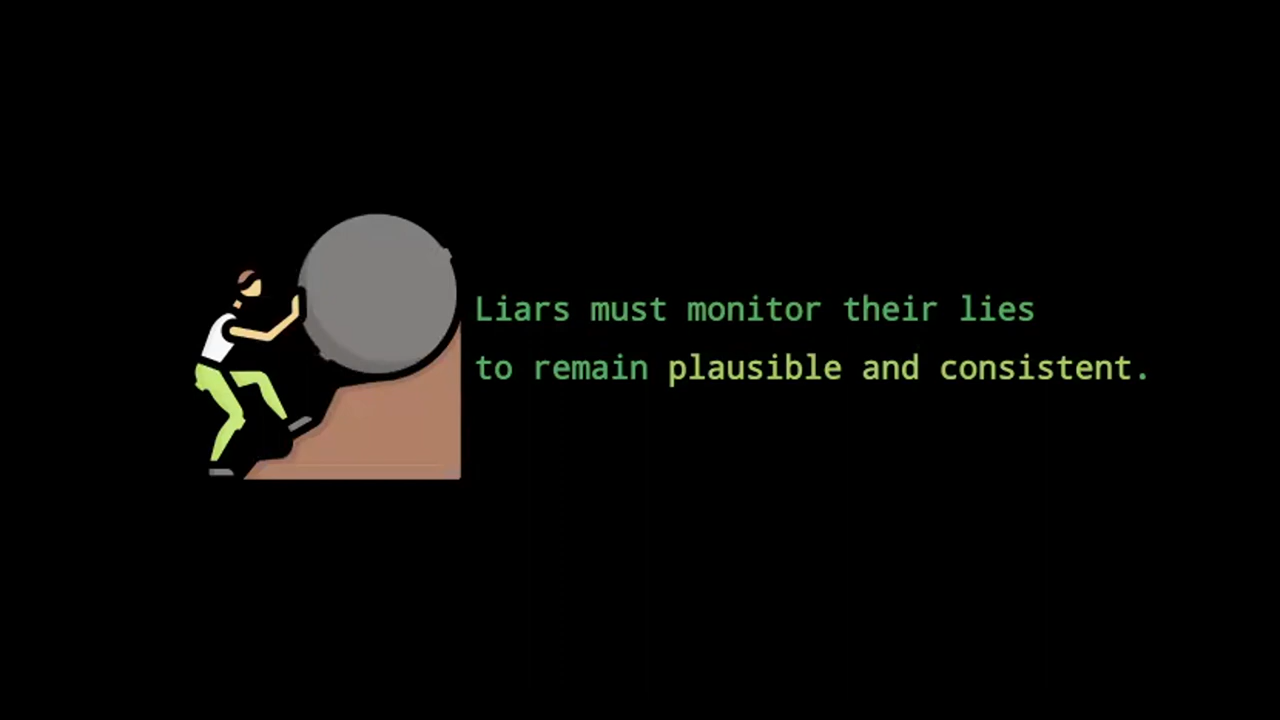 Liars must monitor their lies
to remain plausible and consistent.